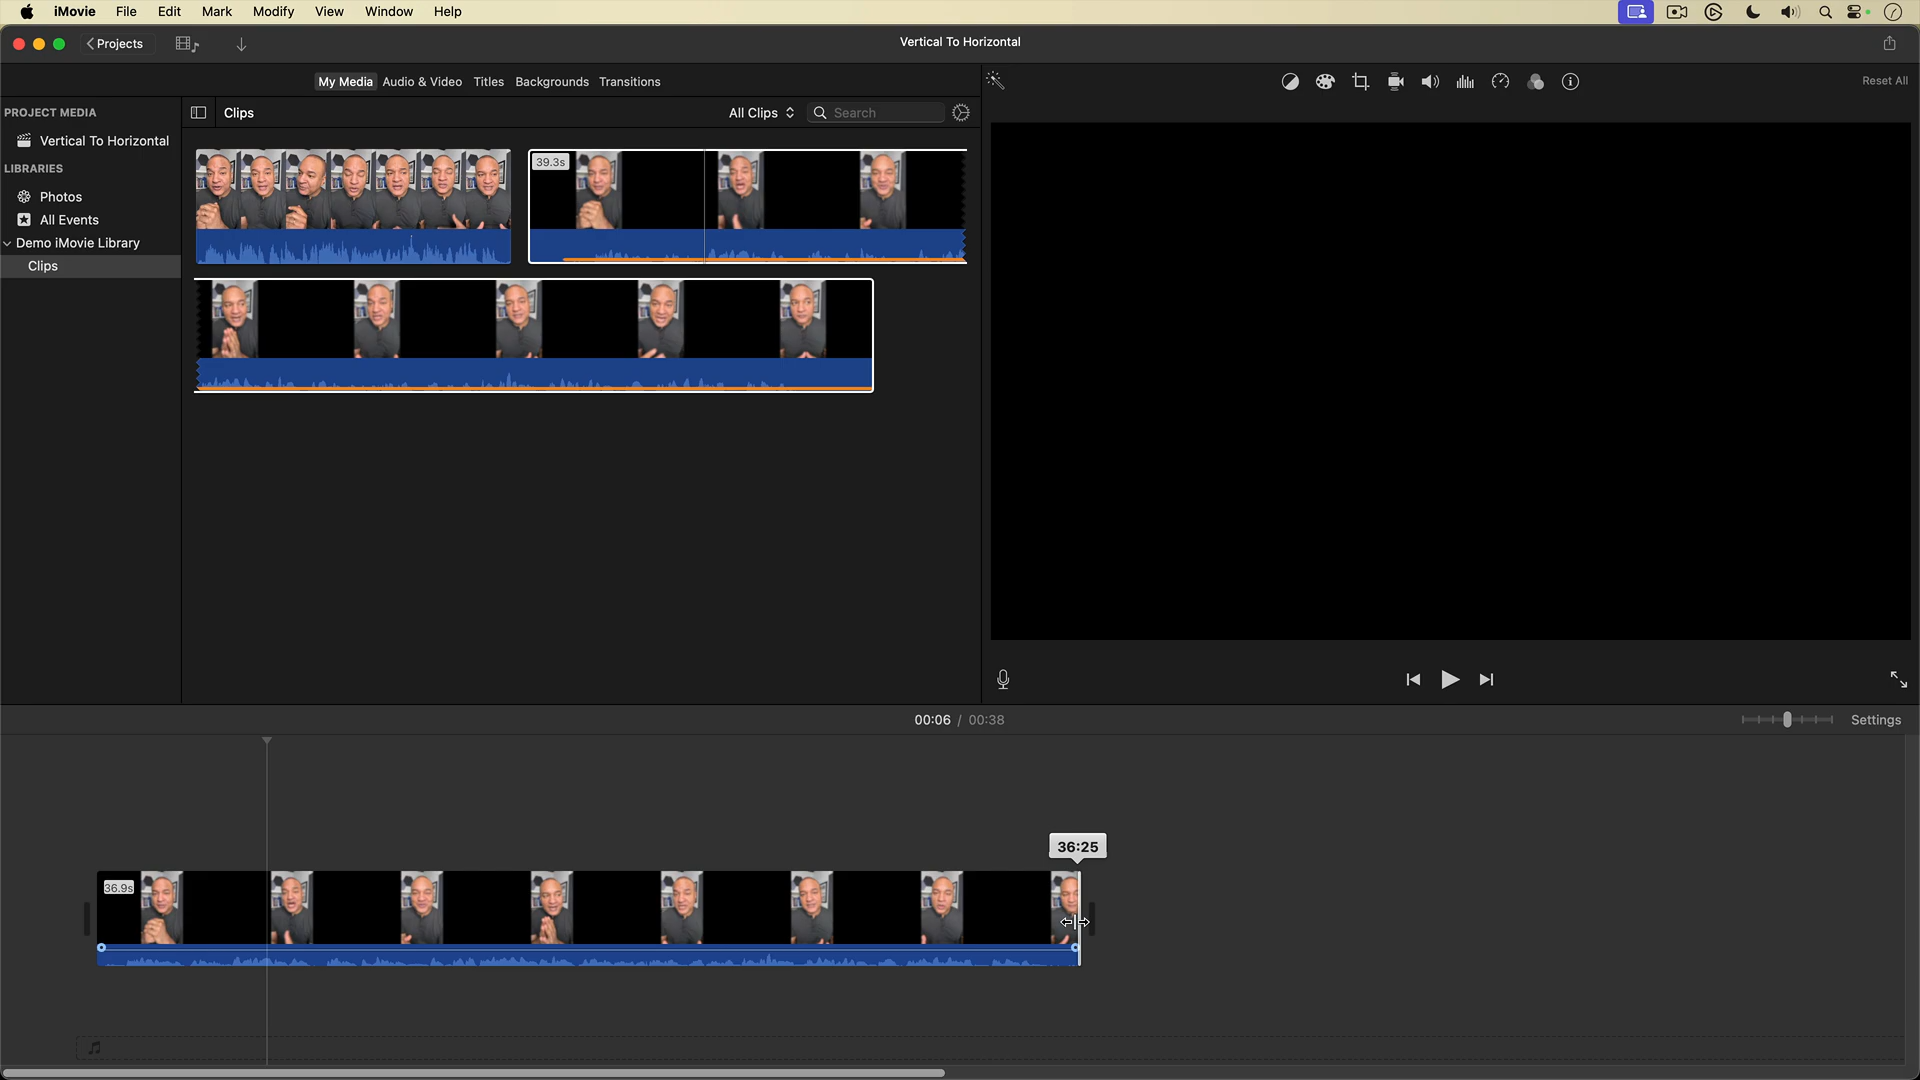 iMovie File Edit Mark Modify View Window Help
Projects
Vertical To Horizontal
My Media Audio & Video Titles Backgrounds Transitions
Reset All
PROJECT MEDIA
Vertical To Horizontal
LIBRARIES
Photos
All Events
Demo iMovie Library
Clips
Clips
All Clips
Search
39.3s
00:06 / 00:38
Settings
36:25
36.9s